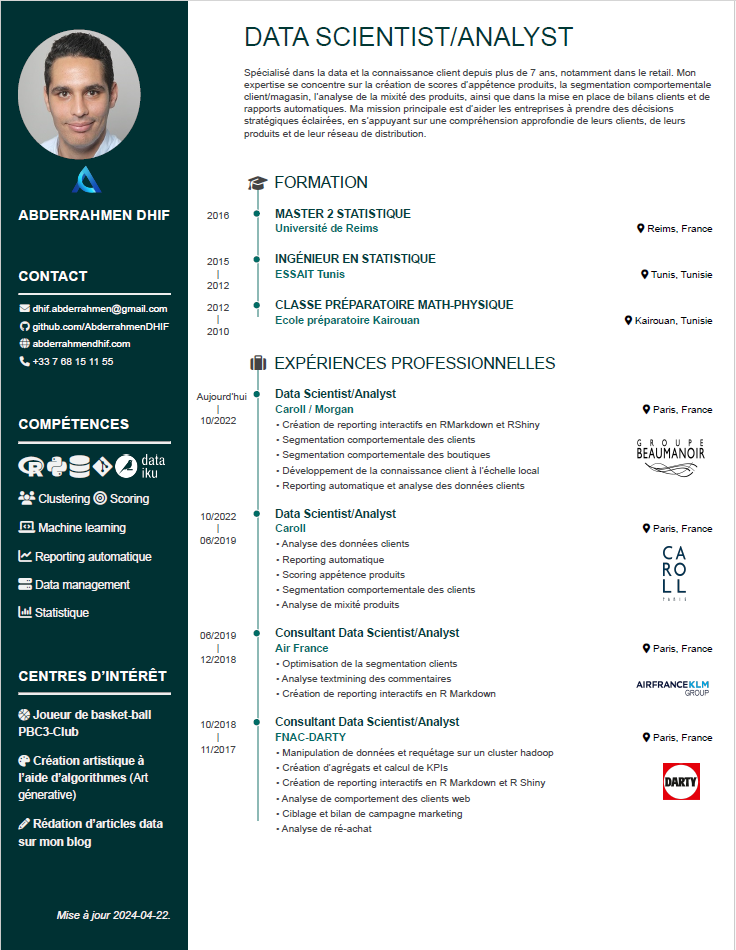 ABDERRAHMEN DHIF
CONTACT
dhif.abderrahmen@gmail.com
github.com/AbderrahmenDHIF
abderrahmendhif.com
+33 7 68 15 11 55
COMPÉTENCES
R
data
iku
Clustering Scoring
Machine learning
Reporting automatique
Data management
Statistique
CENTRES D'INTÉRÊT
Joueur de basket-ball
PBC3-Club
Création artistique à
l'aide d'algorithmes (Art
génerative)
Rédation d'articles data
sur mon blog
Mise à jour 2024-04-22.
DATA SCIENTIST/ANALYST
Spécialisé dans la data et la connaissance client depuis plus de 7 ans, notamment dans le retail. Mon
expertise se concentre sur la création de scores d'appétence produits, la segmentation comportementale
client/magasin, l'analyse de la mixité des produits, ainsi que dans la mise en place de bilans clients et de
rapports automatiques. Ma mission principale est d'aider les entreprises à prendre des décisions
stratégiques éclairées, en s'appuyant sur une compréhension approfondie de leurs clients, de leurs
produits et de leur réseau de distribution.
FORMATION
2016
MASTER 2 STATISTIQUE
Université de Reims
Reims, France
2015
|
2012
INGÉNIEUR EN STATISTIQUE
ESSAIT Tunis
Tunis, Tunisie
2012
|
2010
CLASSE PRÉPARATOIRE MATH-PHYSIQUE
Ecole préparatoire Kairouan
Kairouan, Tunisie
EXPÉRIENCES PROFESSIONNELLES
Aujourd'hui
|
10/2022
Data Scientist/Analyst
Caroll / Morgan
Paris, France
• Création de reporting interactifs en RMarkdown et RShiny
• Segmentation comportementale des clients
• Segmentation comportementale des boutiques
• Développement de la connaissance client à l'échelle local
• Reporting automatique et analyse des données clients
GROUPE
BEAUMANOIR
10/2022
|
06/2019
Data Scientist/Analyst
Caroll
Paris, France
• Analyse des données clients
• Reporting automatique
• Scoring appétence produits
• Segmentation comportementale des clients
• Analyse de mixité produits
CA
RO
LL
PARIS
06/2019
|
12/2018
Consultant Data Scientist/Analyst
Air France
Paris, France
• Optimisation de la segmentation clients
• Analyse textmining des commentaires
• Création de reporting interactifs en R Markdown
AIRFRANCEKLM
GROUP
10/2018
|
11/2017
Consultant Data Scientist/Analyst
FNAC-DARTY
Paris, France
• Manipulation de données et requétage sur un cluster hadoop
• Création d'agrégats et calcul de KPIs
• Création de reporting interactifs en R Markdown et R Shiny
• Analyse de comportement des clients web
• Ciblage et bilan de campagne marketing
• Analyse de ré-achat
DARTY